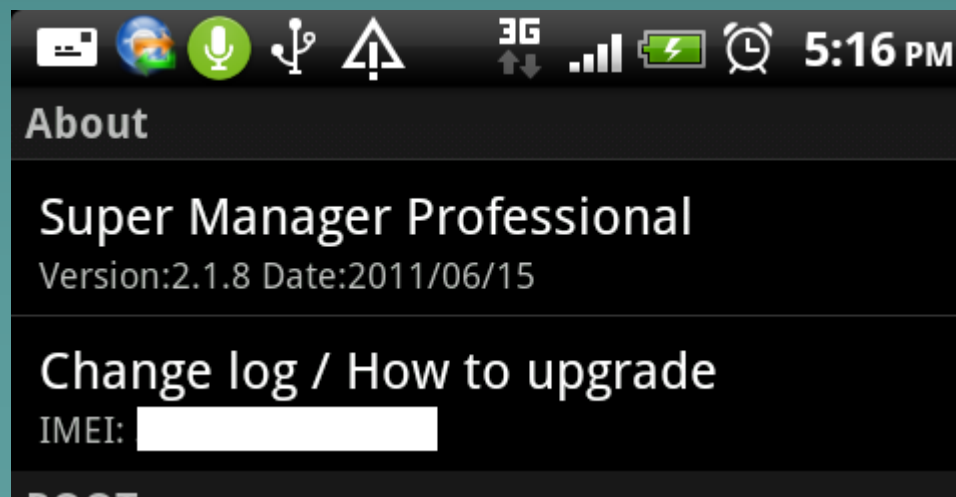 3G 5:16 PM
About
Super Manager Professional
Version:2.1.8 Date:2011/06/15
Change log / How to upgrade
IMEI: